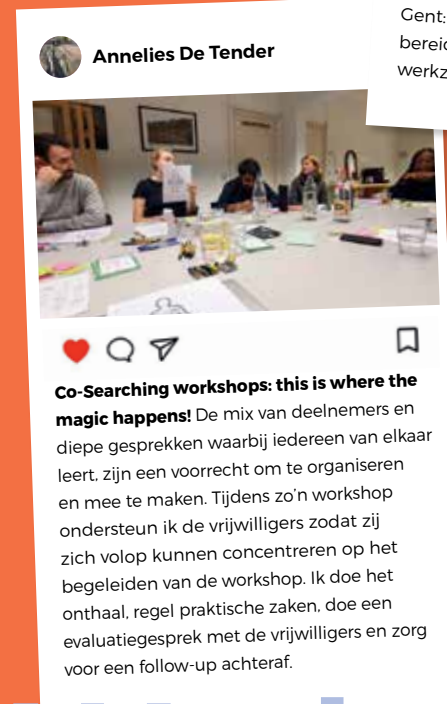 Gent:
Annelies De Tender
Co-Searching workshops: this is where the
magic happens! De mix van deelnemers en
diepe gesprekken waarbij iedereen van elkaar
leert, zijn een voorrecht om te organiseren
en mee te maken. Tijdens zo’n workshop
ondersteun ik de vrijwilligers zodat zij
zich volop kunnen concentreren op het
begeleiden van de workshop. Ik doe het
onthaal, regel praktische zaken, doe een
evaluatiegesprek met de vrijwilligers en zorg
voor een follow-up achteraf.